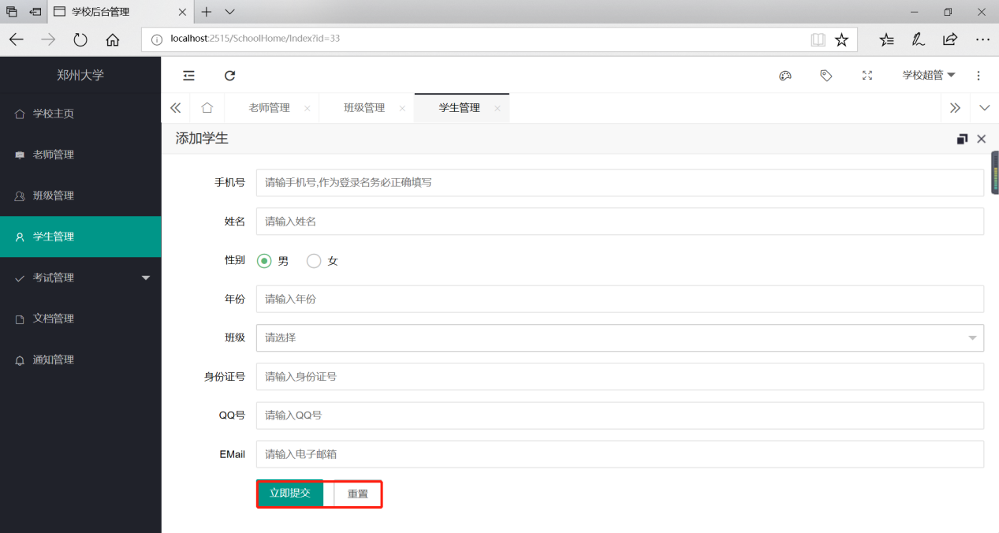 学校后台管理
localhost:2515/SchoolHome/Index?id=33
郑州大学
学校超管
学校主页
老师管理
班级管理
学生管理
考试管理
文档管理
通知管理
老师管理
班级管理
学生管理
添加学生
手机号 请输手机号,作为登录名务必正确填写
姓名 请输入姓名
性别 男 女
年份 请输入年份
班级 请选择
身份证号 请输入身份证号
QQ号 请输入QQ号
EMail 请输入电子邮箱
立即提交 重置